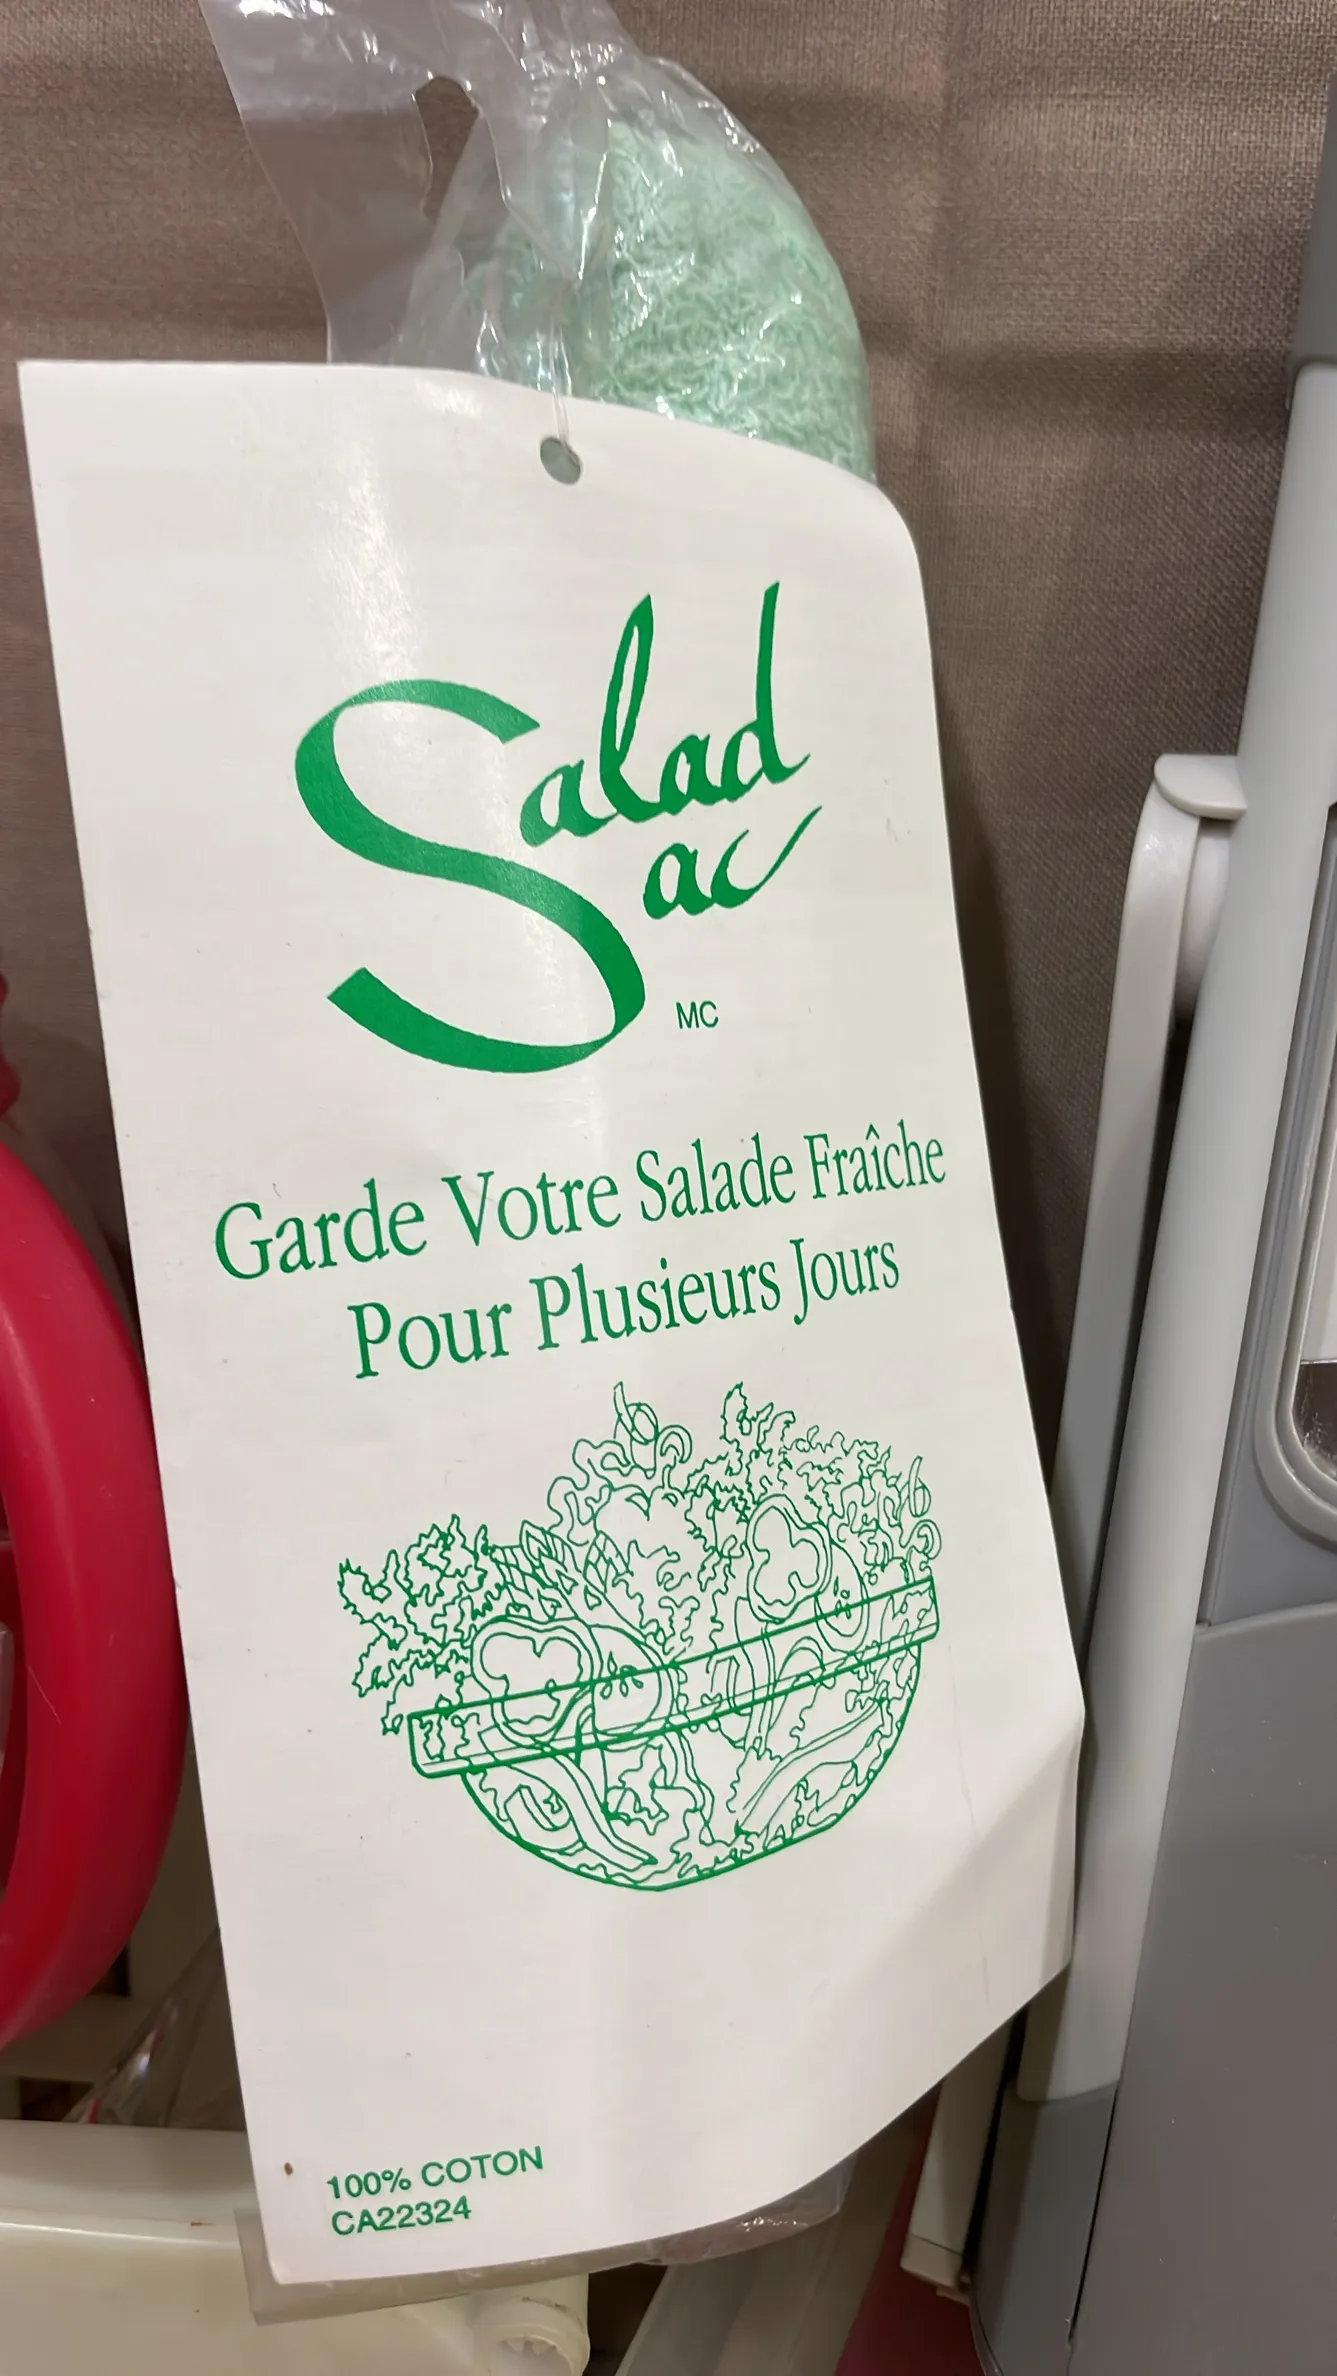 Salad
Sac
MC
Garde Votre Salade Fraîche
Pour Plusieurs Jours
100% COTON
CA22324